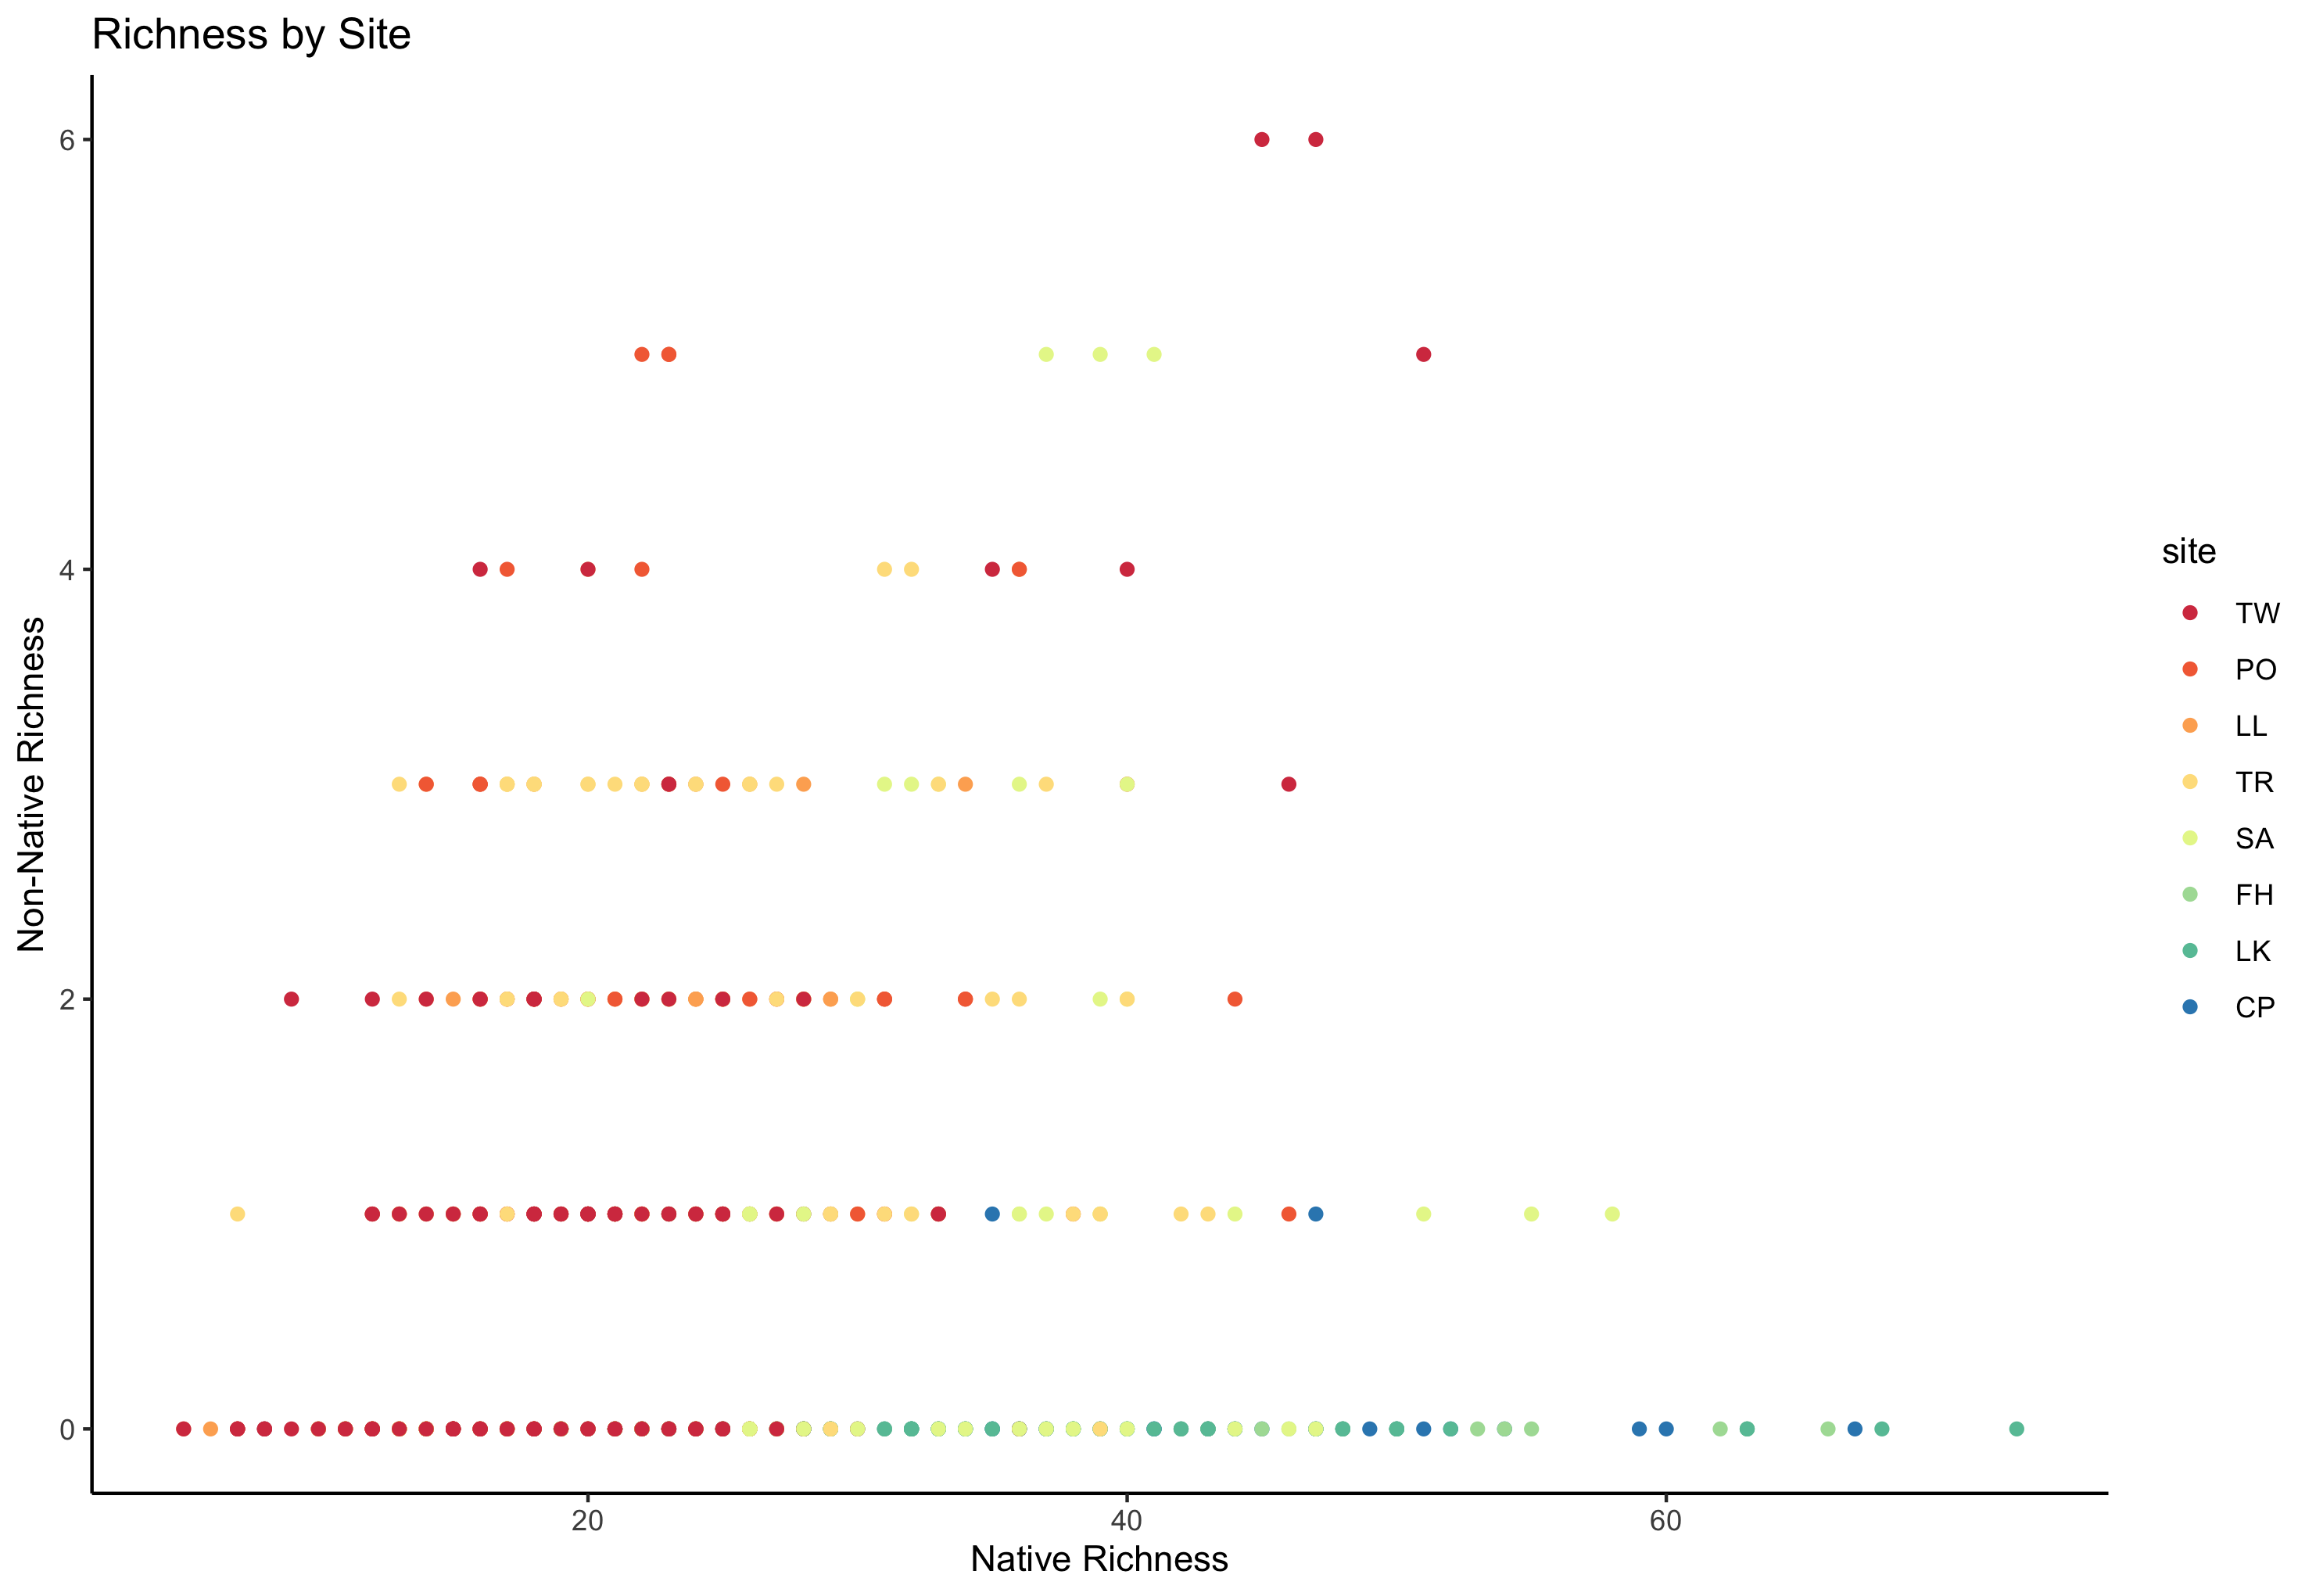 Richness by Site
6
4
2
0
Non-Native Richness
20
40
60
Native Richness
site
TW
PO
LL
TR
SA
FH
LK
CP